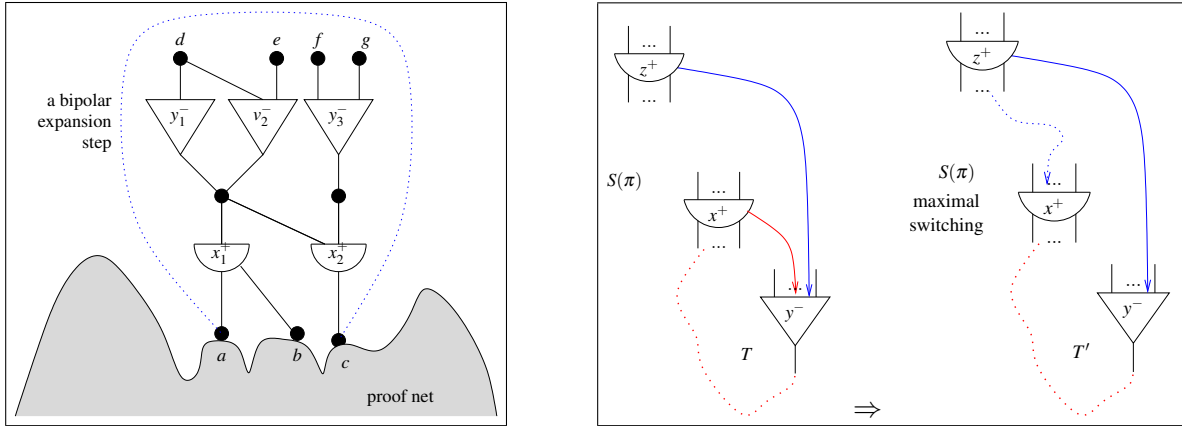 d e f g
a bipolar
expansion
step
y₁⁻ v₂⁻ y₃⁻
x₁⁺ x₂⁺
a b c
proof net
...
z⁺
...
S(π)
...
x⁺
...
...
y⁻
T
⇒
...
z⁺
...
S(π)
maximal
switching
...
x⁺
...
...
y⁻
T′